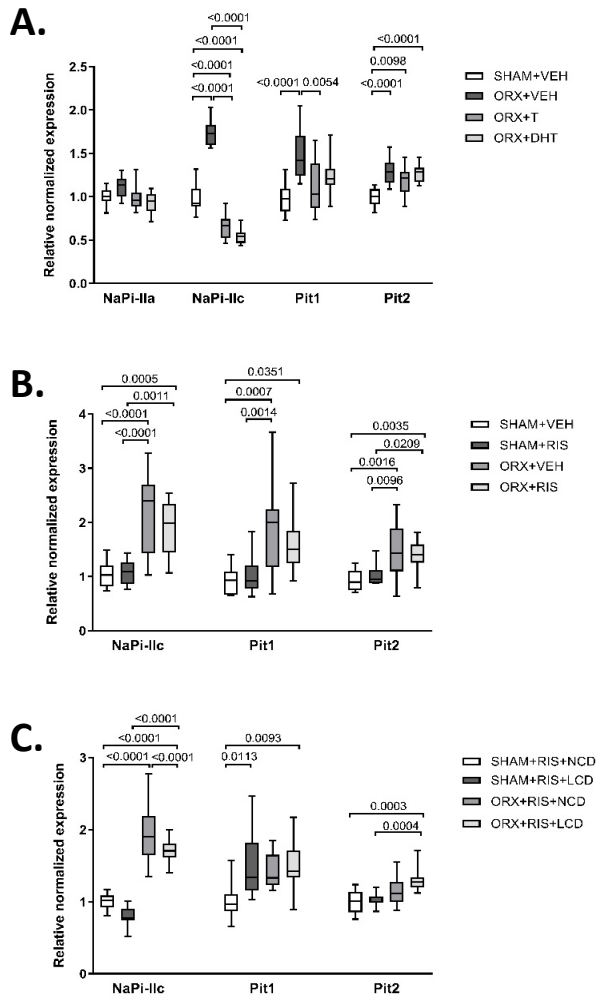 A.
<0.0001
<0.0001
<0.0001 <0.0001
<0.0001 <0.0001 0.0054 0.0098
<0.0001
2.5
2.0
1.5
1.0
0.5
0.0
Relative normalized expression
NaPi-IIa NaPi-IIc Pit1 Pit2
SHAM+VEH
ORX+VEH
ORX+T
ORX+DHT
B.
0.0005 0.0351
0.0011 0.0007
<0.0001 0.0014 0.0035
<0.0001 0.0209
0.0016
0.0096
4
3
2
1
0
Relative normalized expression
NaPi-IIc Pit1 Pit2
SHAM+VEH
SHAM+RIS
ORX+VEH
ORX+RIS
C.
<0.0001
<0.0001 0.0093
<0.0001 <0.0001 0.0113
0.0003
0.0004
3
2
1
0
Relative normalized expression
NaPi-IIc Pit1 Pit2
SHAM+RIS+NCD
SHAM+RIS+LCD
ORX+RIS+NCD
ORX+RIS+LCD